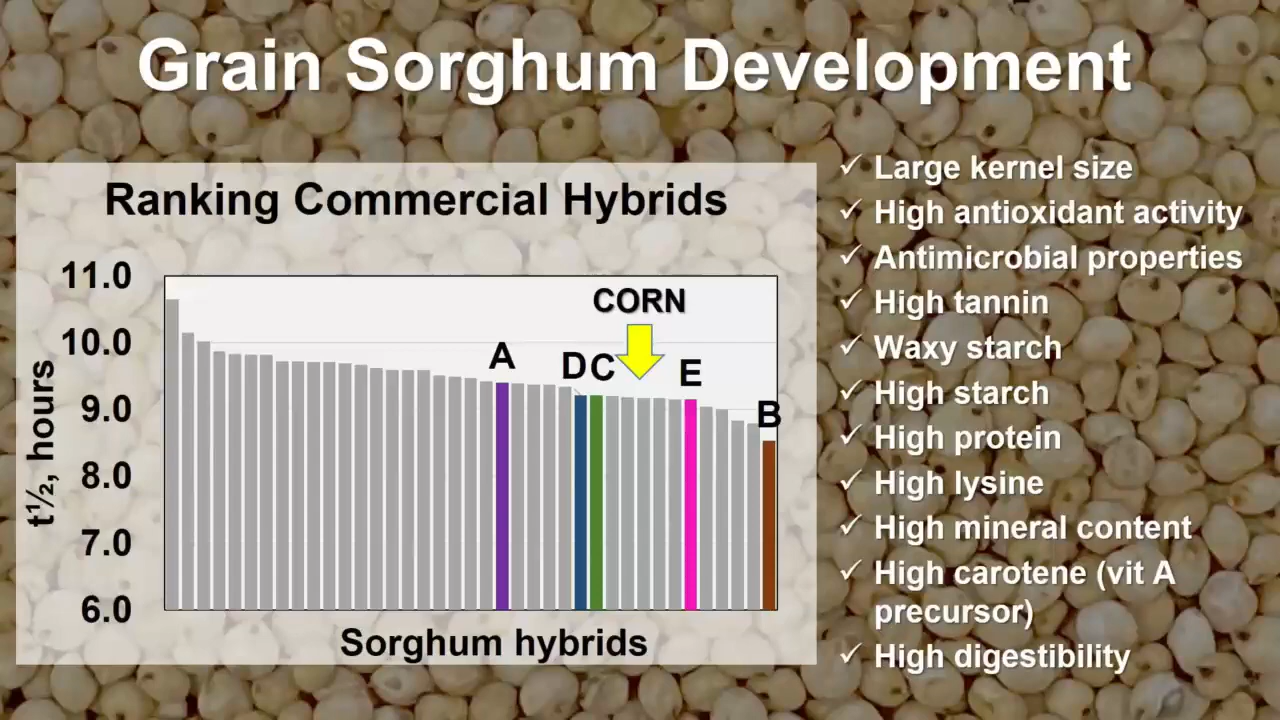 Grain Sorghum Development
Ranking Commercial Hybrids
11.0
10.0
9.0
8.0
7.0
6.0
t½, hours
CORN
A
D
C
E
B
Sorghum hybrids
✓ Large kernel size
✓ High antioxidant activity
✓ Antimicrobial properties
✓ High tannin
✓ Waxy starch
✓ High starch
✓ High protein
✓ High lysine
✓ High mineral content
✓ High carotene (vit A
precursor)
✓ High digestibility